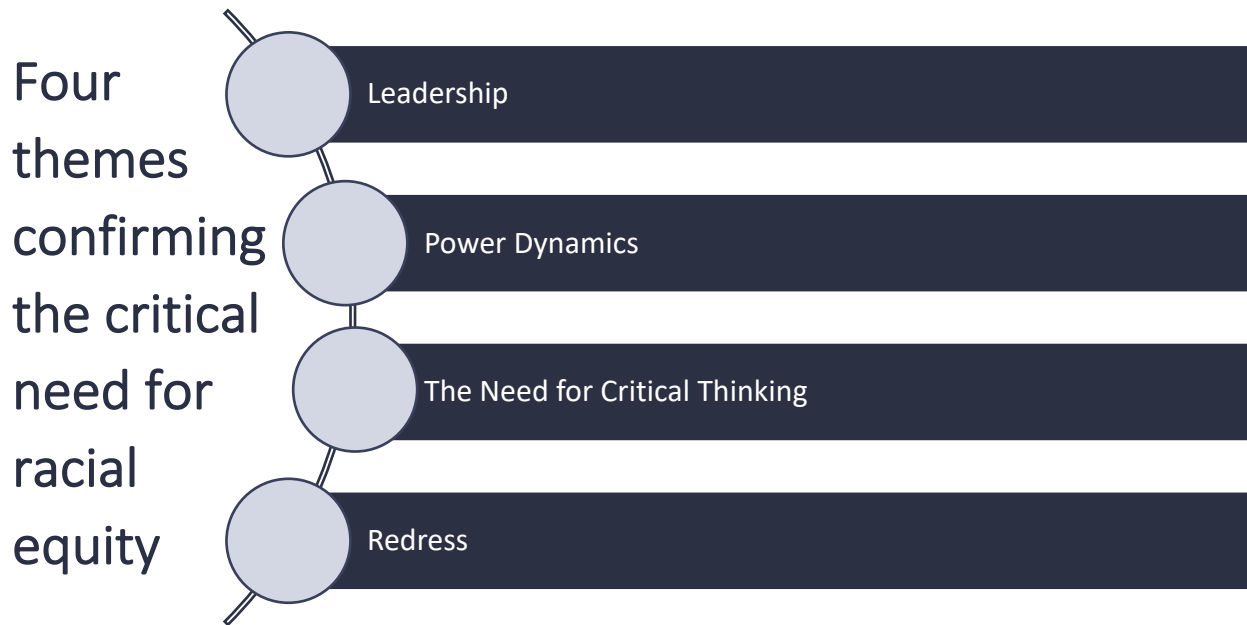 Four
themes
confirming
the critical
need for
racial
equity
Leadership
Power Dynamics
The Need for Critical Thinking
Redress